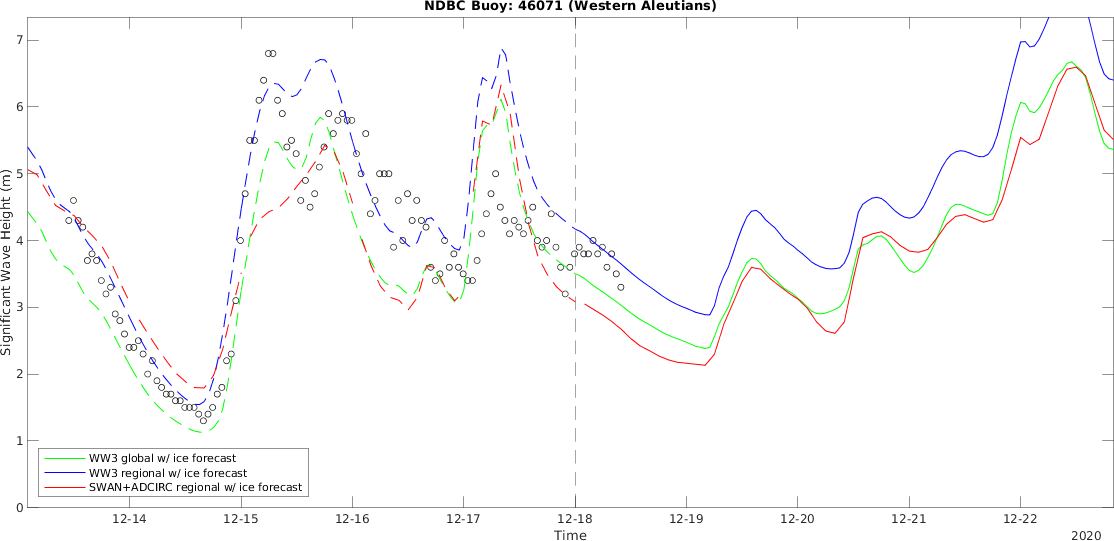 NDBC Buoy: 46071 (Western Aleutians)
Significant Wave Height (m)
7
6
5
4
3
2
1
0
WW3 global w/ ice forecast
WW3 regional w/ ice forecast
SWAN+ADCIRC regional w/ ice forecast
12-14 12-15 12-16 12-17 12-18 12-19 12-20 12-21 12-22
Time
2020